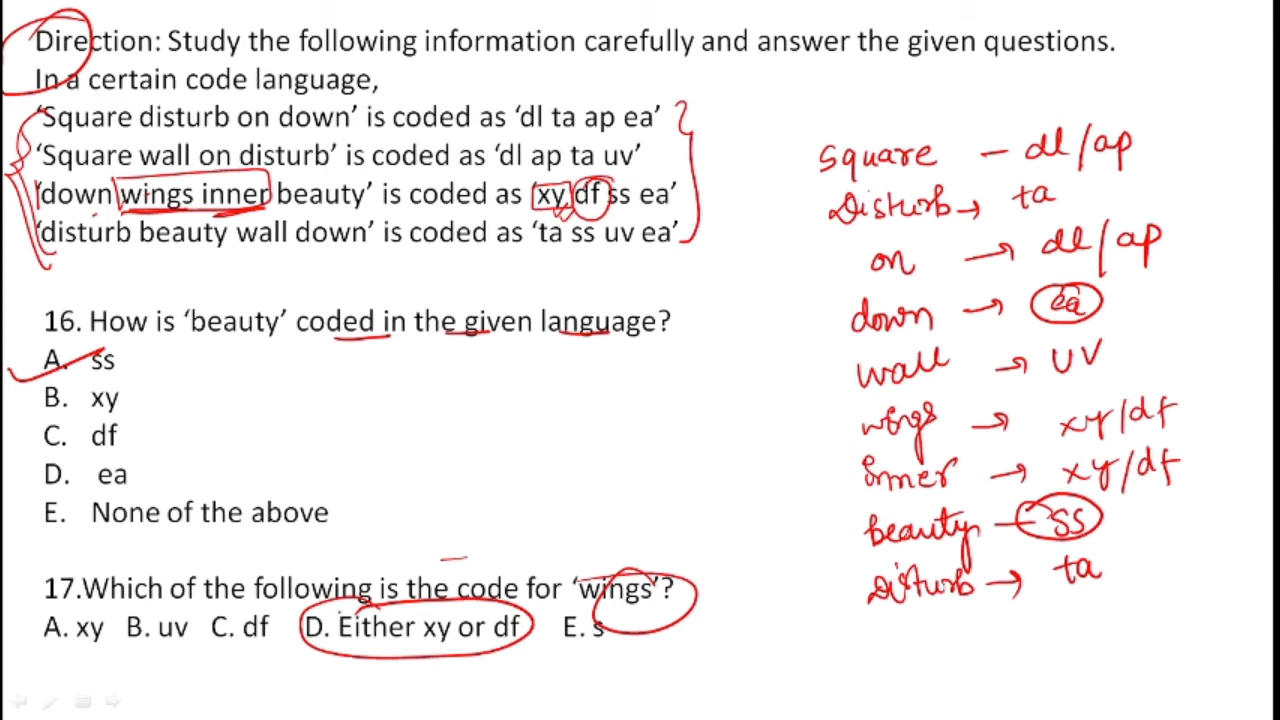 Direction: Study the following information carefully and answer the given questions.
In a certain code language,
‘Square disturb on down’ is coded as ‘dl ta ap ea’
‘Square wall on disturb’ is coded as ‘dl ap ta uv’
‘down wings inner beauty’ is coded as ‘xy df ss ea’
‘disturb beauty wall down’ is coded as ‘ta ss uv ea’
16. How is ‘beauty’ coded in the given language?
A. ss
B. xy
C. df
D. ea
E. None of the above
17.Which of the following is the code for ‘wings’?
A. xy B. uv C. df D. Either xy or df E. s
Square – dl/ap
Disturb → ta
on → dl/ap
down → ea
wall → uv
wings → xy/df
inner → xy/df
beauty – ss
Disturb → ta